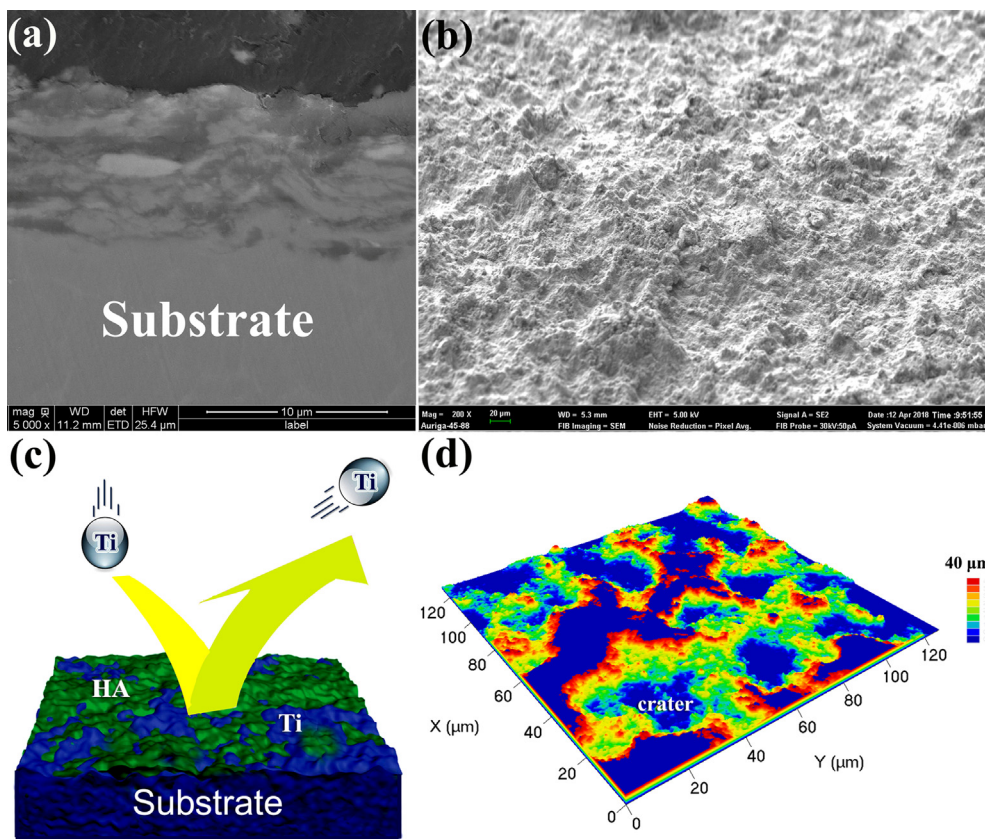 (a)
Substrate
mag WD det HFW 10 μm
5 000 x 11.2 mm ETD 25.4 μm label
(b)
Mag = 200 X 20 μm WD = 5.3 mm EHT = 5.00 kV Signal A = SE2 Date :12 Apr 2018 Time :9:51:55
Auriga-45-88 FIB Imaging = SEM Noise Reduction = Pixel Avg. FIB Probe = 30kV:50pA System Vacuum = 4.41e-006 mbar
(c)
Ti
Ti
HA
Ti
Substrate
(d)
40 μm
crater
X (μm)
0
20
40
60
80
100
120
Y (μm)
0
20
40
60
80
100
120